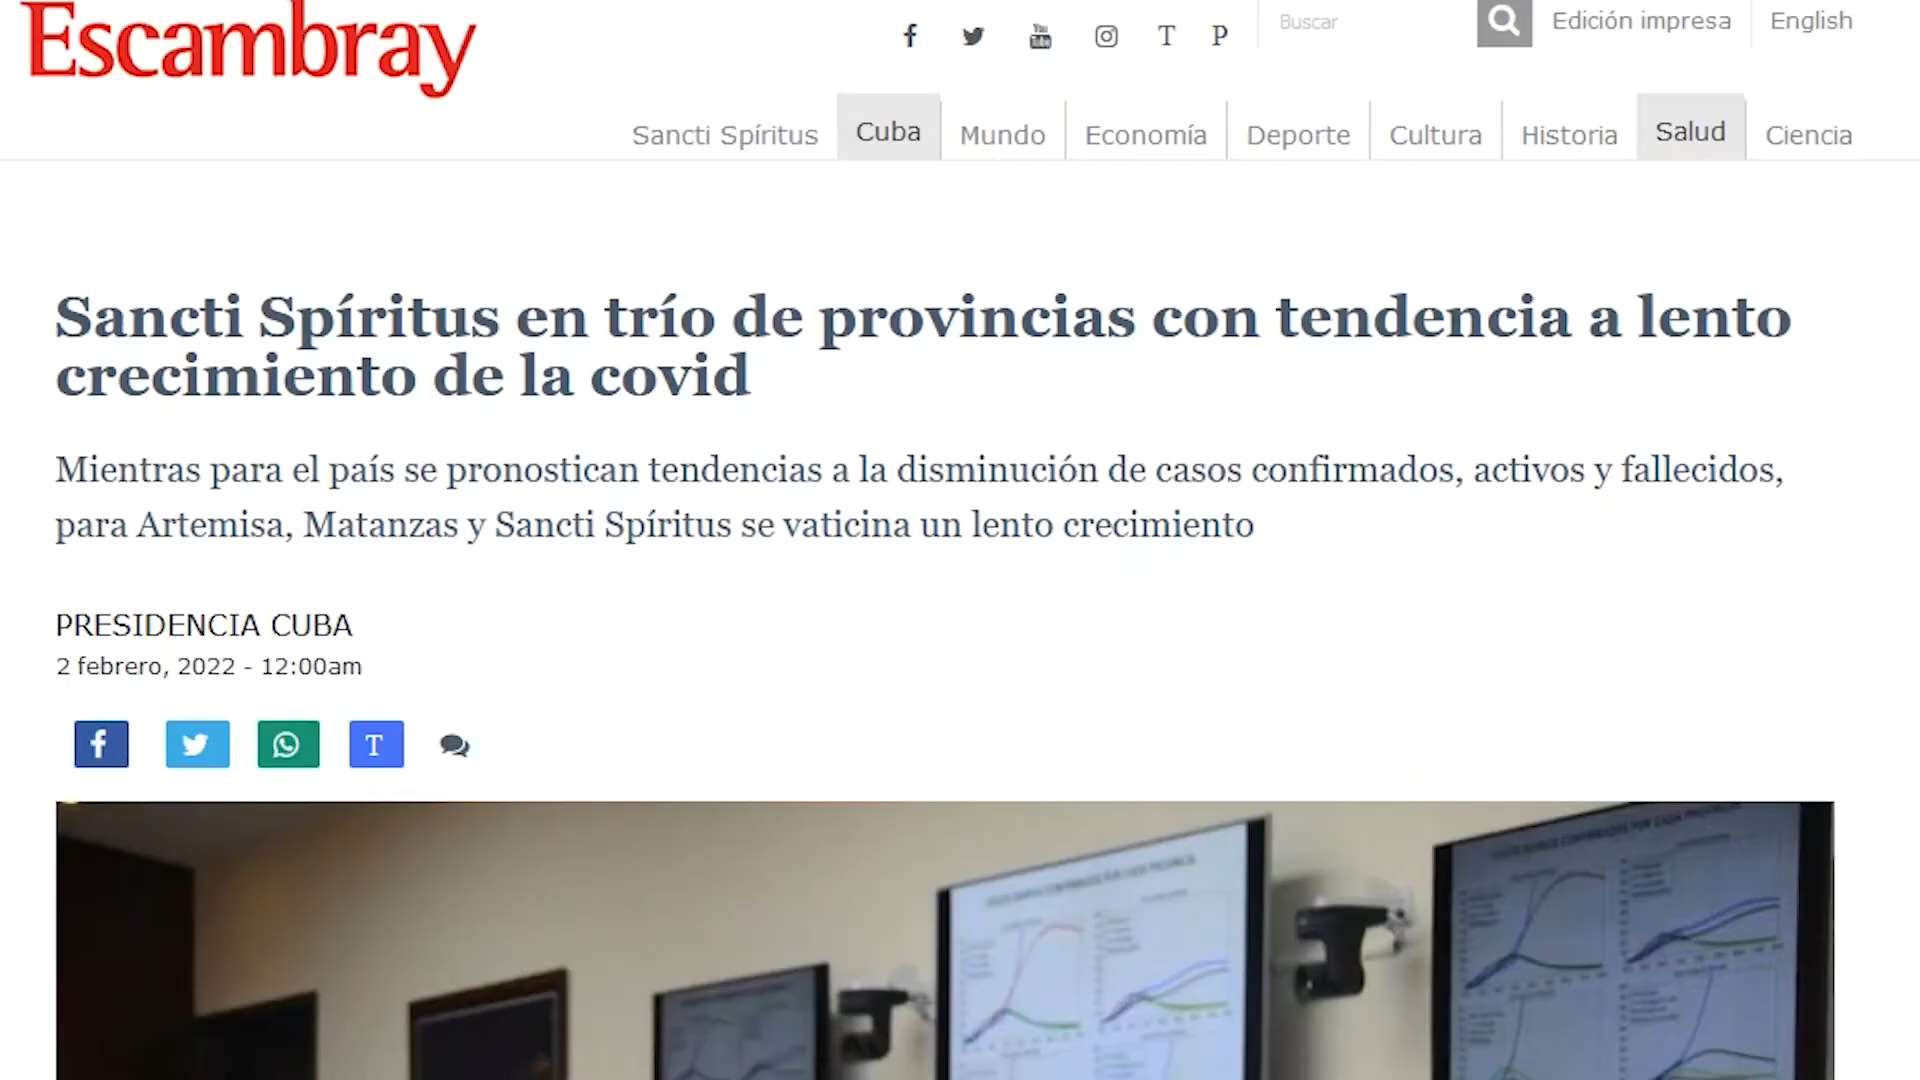 Escambray
T P
Buscar
Edición impresa
English
Sancti Spíritus
Cuba
Mundo
Economía
Deporte
Cultura
Historia
Salud
Ciencia
Sancti Spíritus en trío de provincias con tendencia a lento
crecimiento de la covid
Mientras para el país se pronostican tendencias a la disminución de casos confirmados, activos y fallecidos,
para Artemisa, Matanzas y Sancti Spíritus se vaticina un lento crecimiento
PRESIDENCIA CUBA
2 febrero, 2022 - 12:00am
T